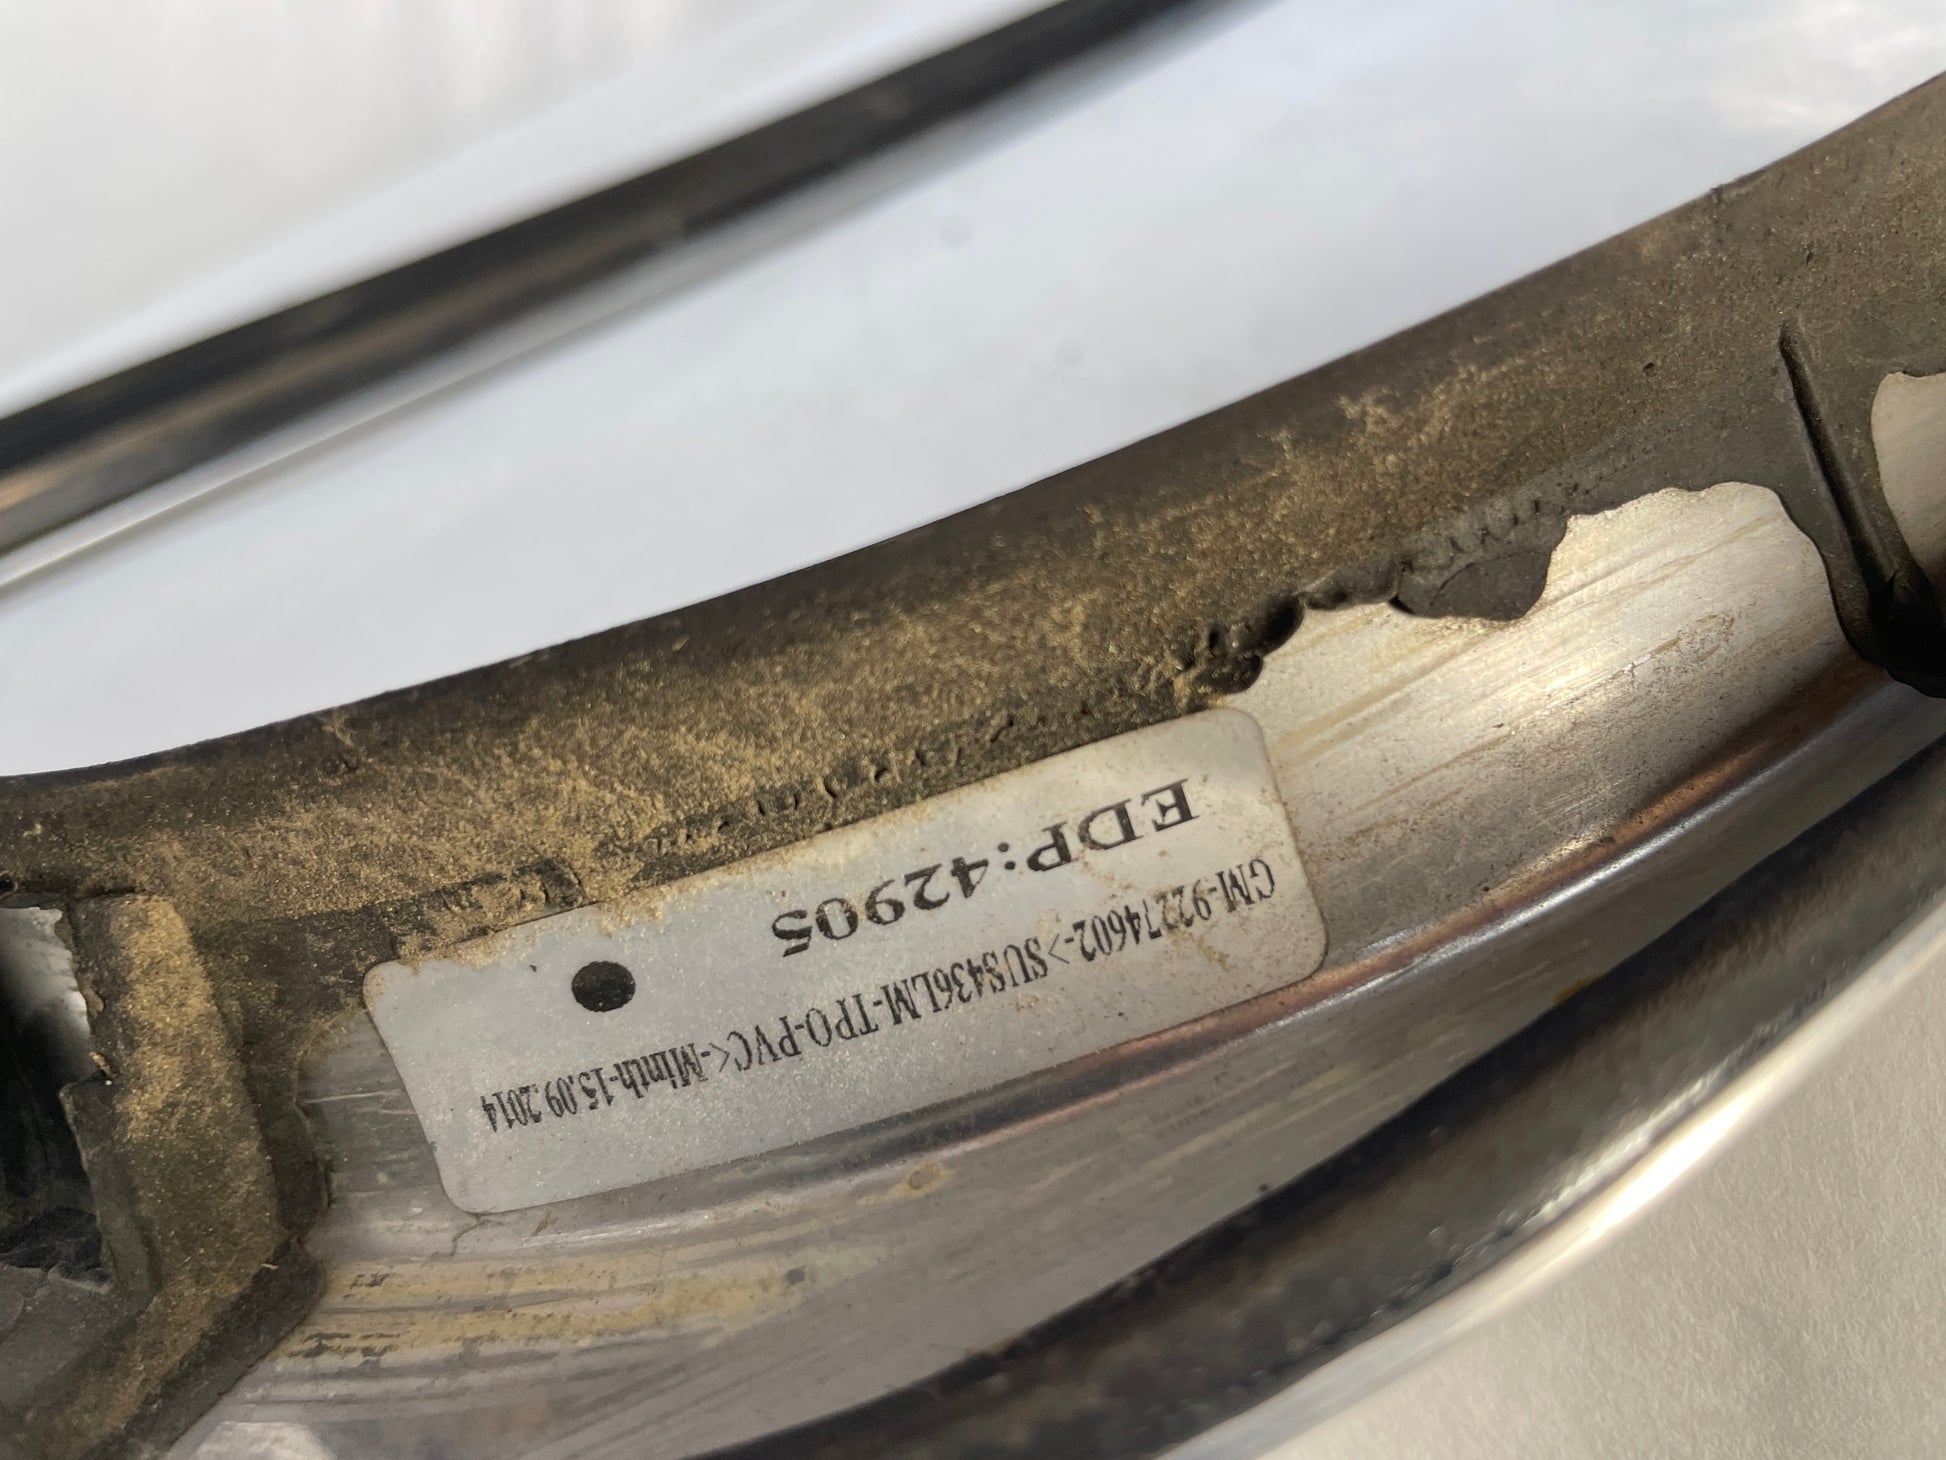 EDP:42905
GM-92274602->SUS436LM-TPO-PVC<-Minth-15.09.2014